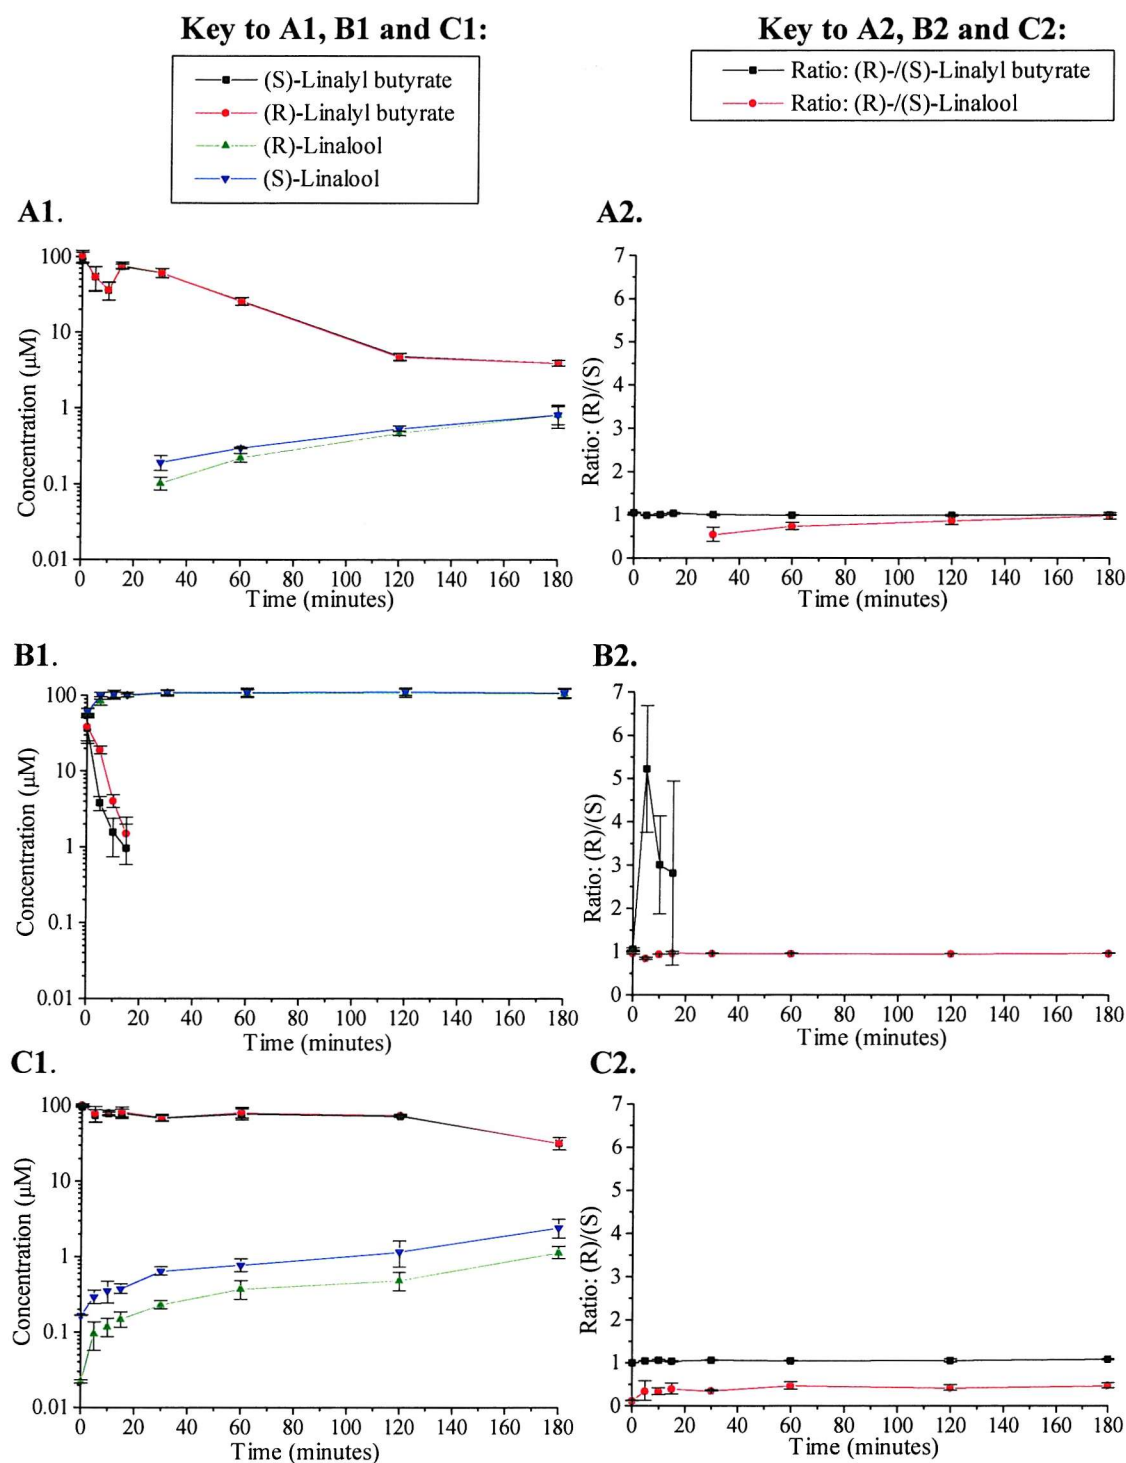 Key to A1, B1 and C1:
(S)-Linalyl butyrate
(R)-Linalyl butyrate
(R)-Linalool
(S)-Linalool
Key to A2, B2 and C2:
Ratio: (R)-/(S)-Linalyl butyrate
Ratio: (R)-/(S)-Linalool
A1.
Concentration (μM)
100
10
1
0.1
0.01
0 20 40 60 80 100 120 140 160 180
Time (minutes)
A2.
Ratio: (R)/(S)
7
6
5
4
3
2
1
0
0 20 40 60 80 100 120 140 160 180
Time (minutes)
B1.
Concentration (μM)
100
10
1
0.1
0.01
0 20 40 60 80 100 120 140 160 180
Time (minutes)
B2.
Ratio: (R)/(S)
7
6
5
4
3
2
1
0
0 20 40 60 80 100 120 140 160 180
Time (minutes)
C1.
Concentration (μM)
100
10
1
0.1
0.01
0 20 40 60 80 100 120 140 160 180
Time (minutes)
C2.
Ratio: (R)/(S)
7
6
5
4
3
2
1
0
0 20 40 60 80 100 120 140 160 180
Time (minutes)